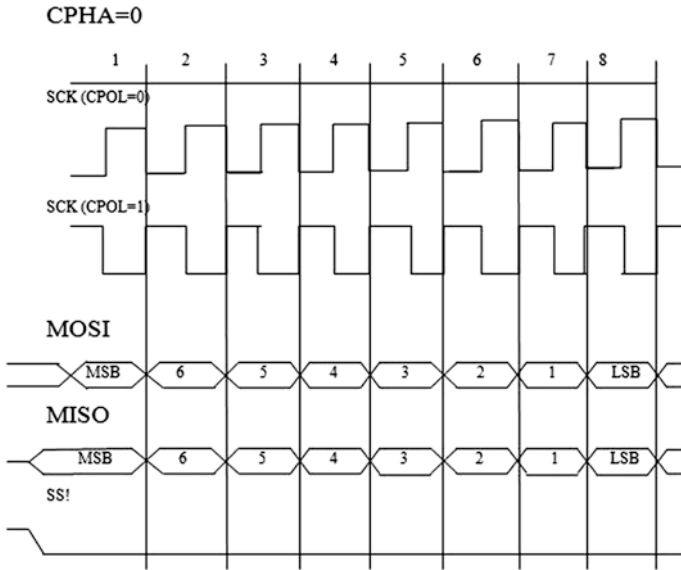 CPHA=0
1 2 3 4 5 6 7 8
SCK (CPOL=0)
SCK (CPOL=1)
MOSI
MSB 6 5 4 3 2 1 LSB
MISO
MSB 6 5 4 3 2 1 LSB
SS!